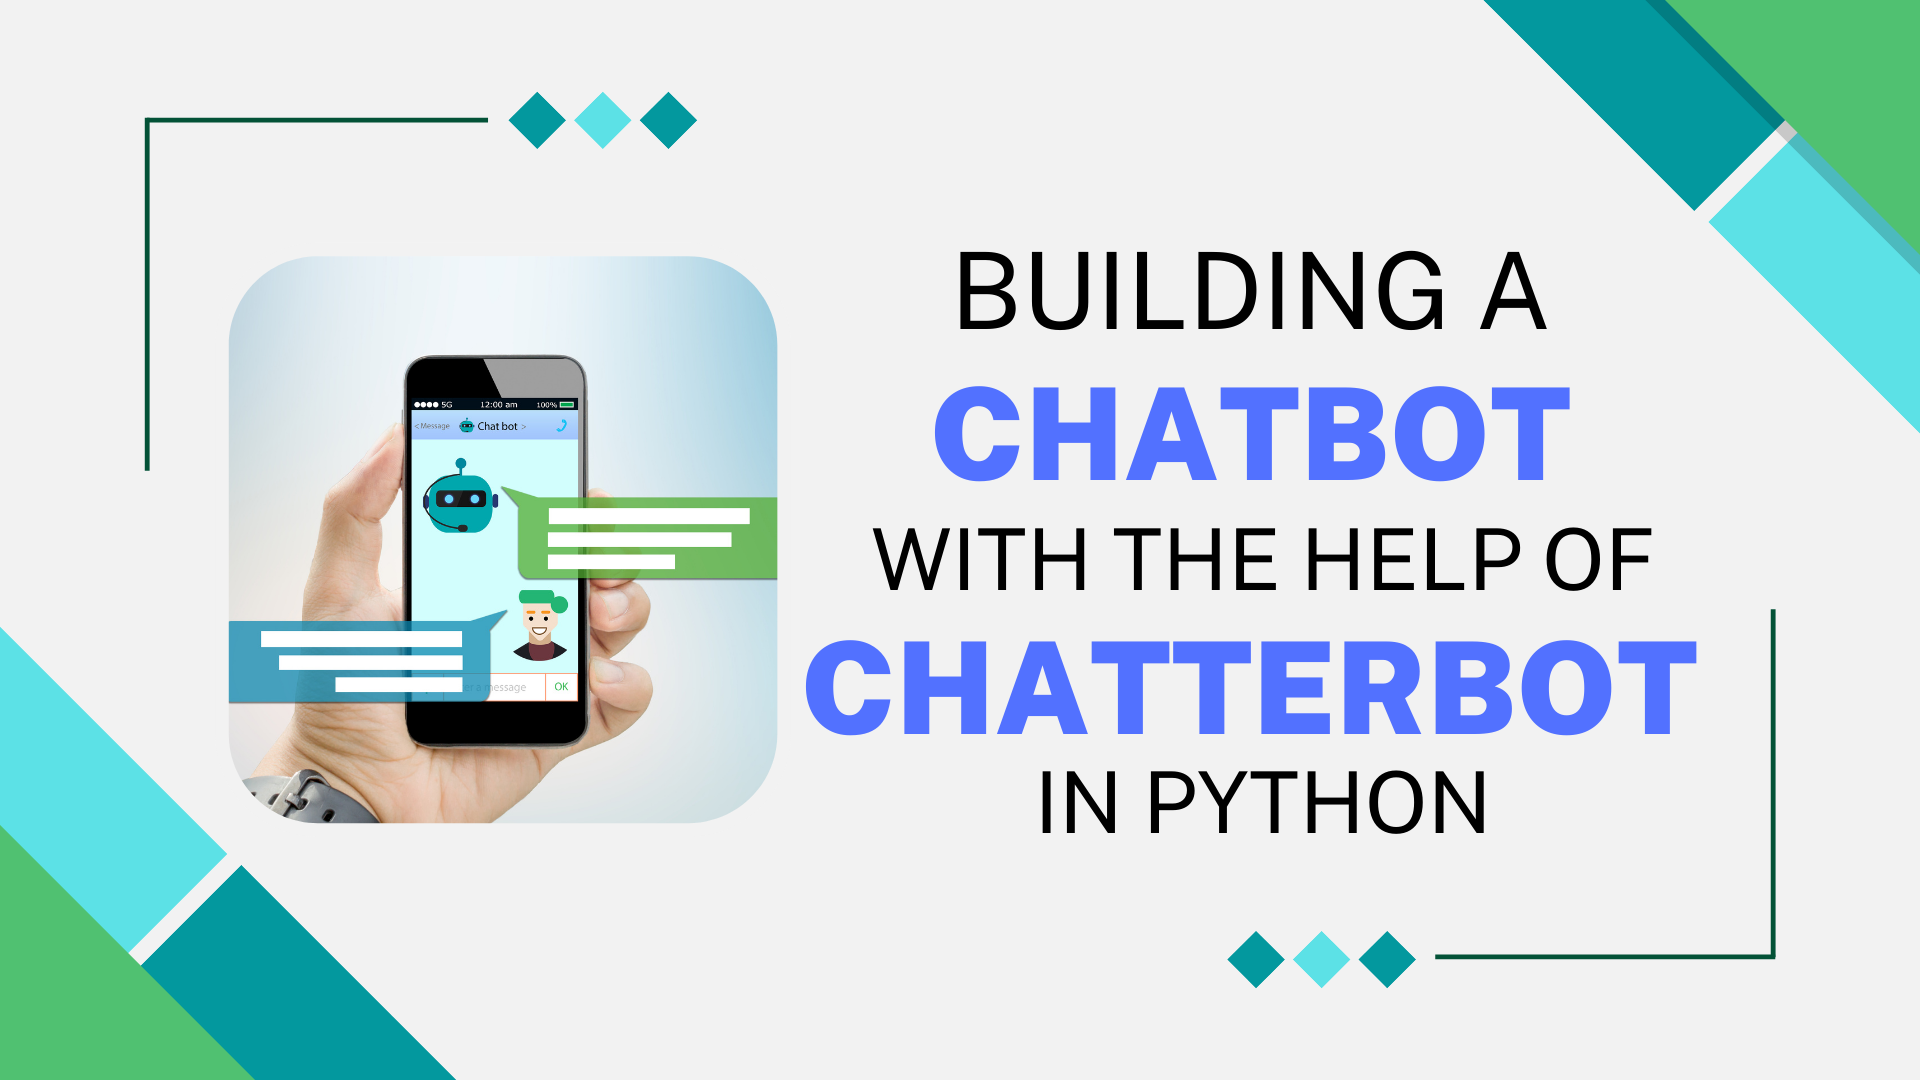 BUILDING A
CHATBOT
WITH THE HELP OF
CHATTERBOT
IN PYTHON
5G 12:00 am 100%
< Message Chat bot >
message OK